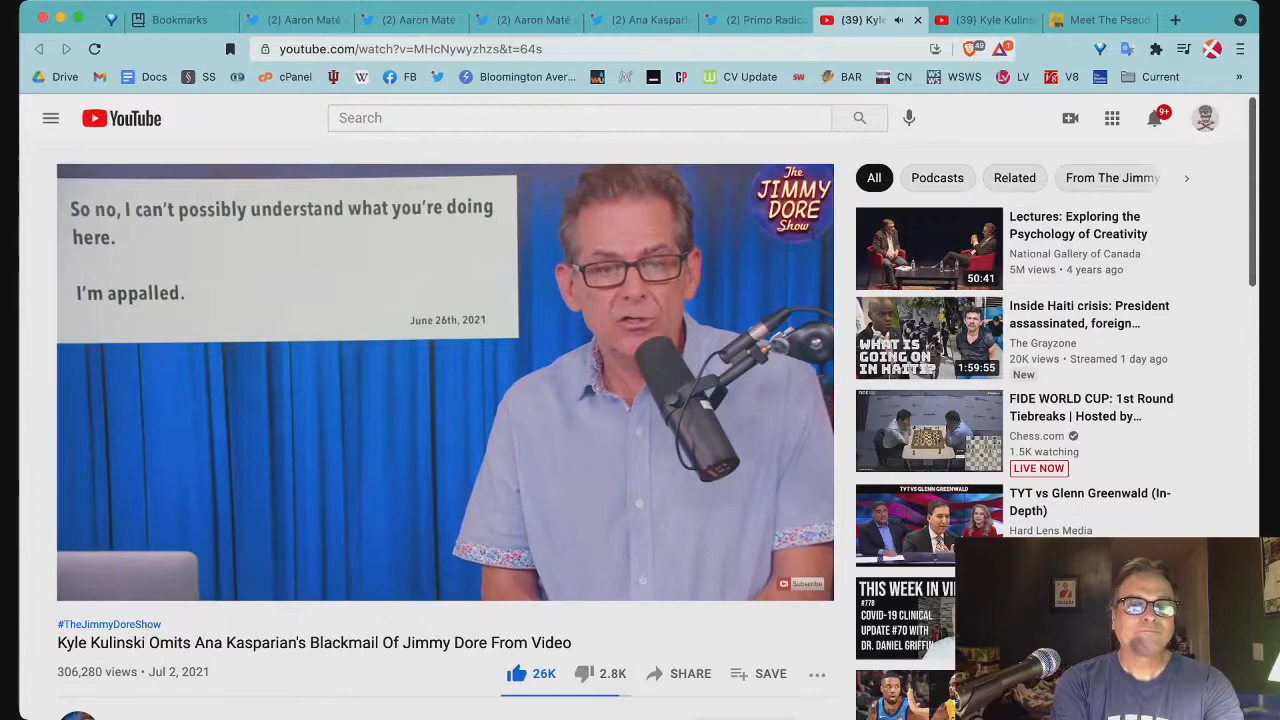 Bookmarks
(2) Aaron Maté
(2) Aaron Maté
(2) Aaron Maté
(2) Ana Kasparia
(2) Primo Radica
(39) Kyle
(39) Kyle Kulins
Meet The Pseud
youtube.com/watch?v=MHcNywyzhzs&t=64s
49
1
Drive
Docs
SS
cPanel
FB
Bloomington Aver...
CV Update
BAR
CN
WSWS
LV
V8
Current
»
YouTube
Search
9+
So no, I can't possibly understand what you're doing
here.
I'm appalled.
June 26th, 2021
The
JIMMY
DORE
Show
Subscribe
#TheJimmyDoreShow
Kyle Kulinski Omits Ana Kasparian's Blackmail Of Jimmy Dore From Video
306,280 views • Jul 2, 2021
26K
2.8K
SHARE
SAVE
All
Podcasts
Related
From The Jimmy
50:41
Lectures: Exploring the
Psychology of Creativity
National Gallery of Canada
5M views • 4 years ago
WHAT IS
GOING ON
IN HAITI?
1:59:55
Inside Haiti crisis: President
assassinated, foreign...
The Grayzone
20K views • Streamed 1 day ago
New
FIDE WORLD CUP: 1st Round
Tiebreaks | Hosted by...
Chess.com
1.5K watching
LIVE NOW
TYT VS GLENN GREENWALD
TYT vs Glenn Greenwald (In-
Depth)
Hard Lens Media
THIS WEEK IN VI
#778
COVID-19 CLINICAL
UPDATE #70 WITH
DR. DANIEL GRIFFI